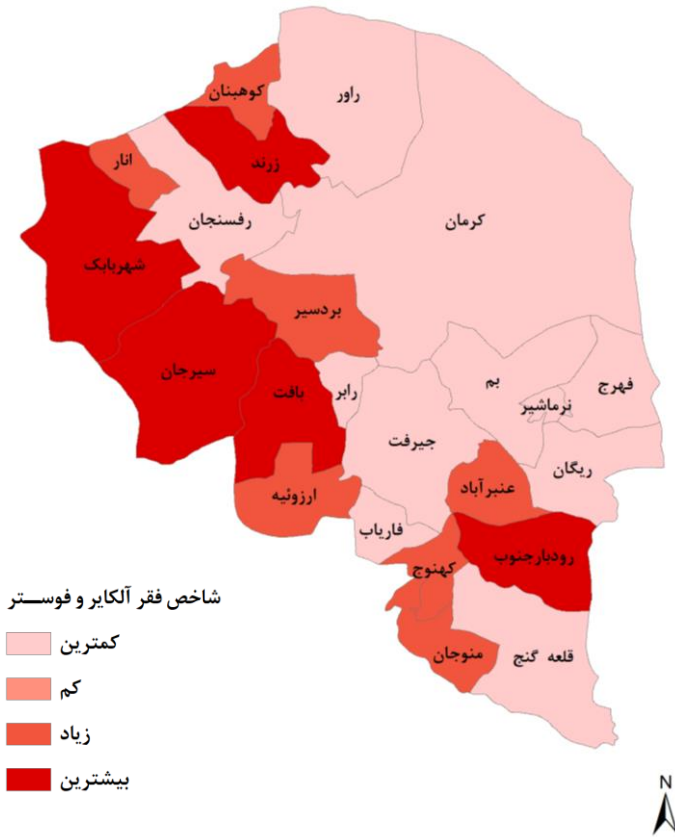 کوهبنان
راور
زرند
انار
رفسنجان
کرمان
شهربابک
بردسیر
سیرجان
بافت
رابر
بم
نرماشیر
فهرج
جیرفت
ریگان
عنبرآباد
ارزوئیه
فاریاب
رودبارجنوب
کهنوج
منوجان
قلعه گنج
شاخص فقر آلکایر و فوســتر
کمترین
کم
زیاد
بیشترین
N